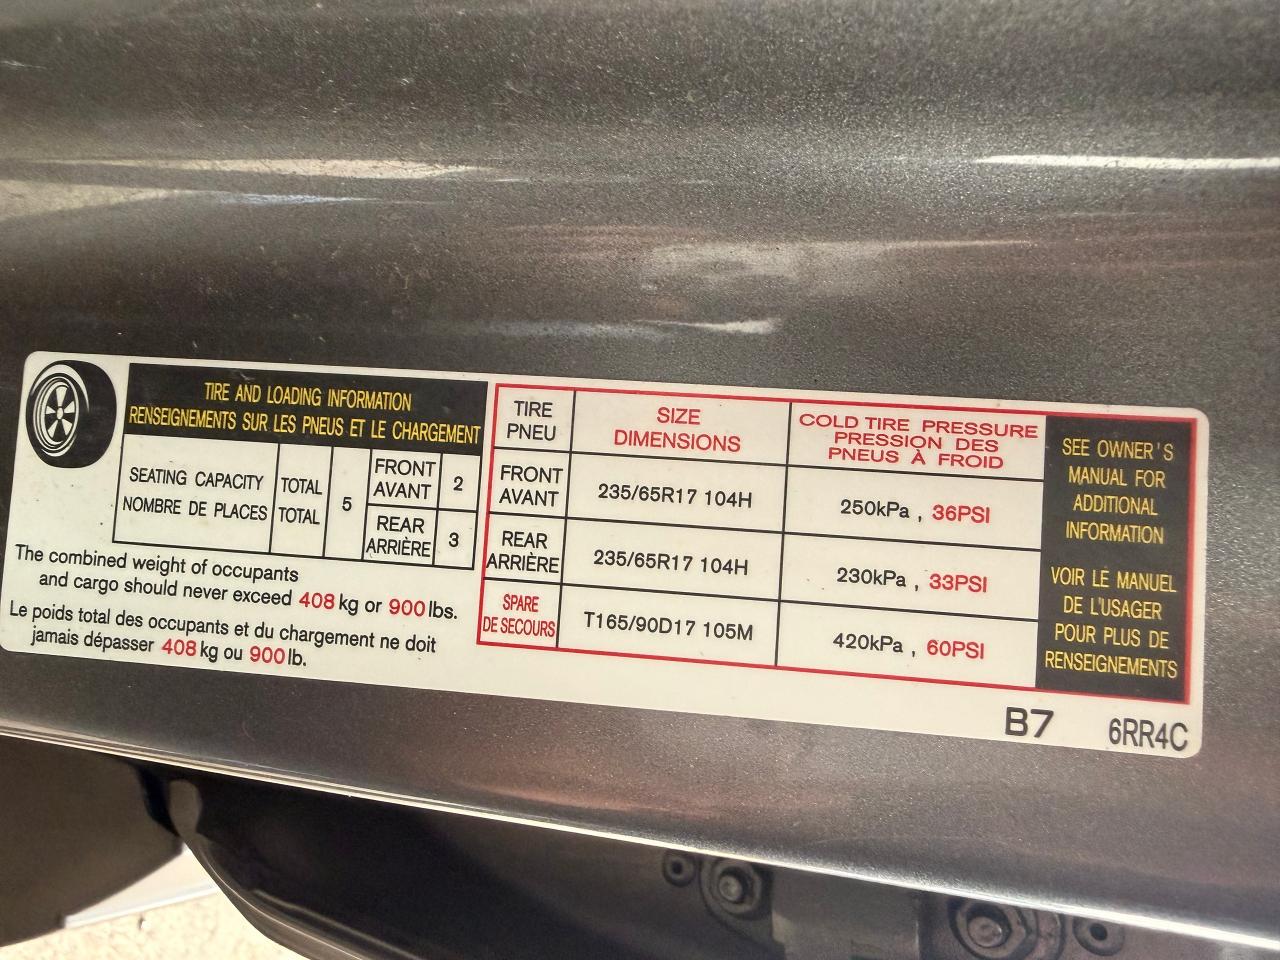 TIRE AND LOADING INFORMATION
RENSEIGNEMENTS SUR LES PNEUS ET LE CHARGEMENT
SEATING CAPACITY
NOMBRE DE PLACES
TOTAL
TOTAL
5
FRONT
AVANT
2
REAR
ARRIÈRE
3
The combined weight of occupants
and cargo should never exceed 408 kg or 900 lbs.
Le poids total des occupants et du chargement ne doit
jamais dépasser 408 kg ou 900 lb.
TIRE
PNEU
SIZE
DIMENSIONS
COLD TIRE PRESSURE
PRESSION DES
PNEUS À FROID
FRONT
AVANT
235/65R17 104H
250kPa , 36PSI
REAR
ARRIÈRE
235/65R17 104H
230kPa , 33PSI
SPARE
DE SECOURS
T165/90D17 105M
420kPa , 60PSI
SEE OWNER'S
MANUAL FOR
ADDITIONAL
INFORMATION
VOIR LE MANUEL
DE L'USAGER
POUR PLUS DE
RENSEIGNEMENTS
B7 6RR4C